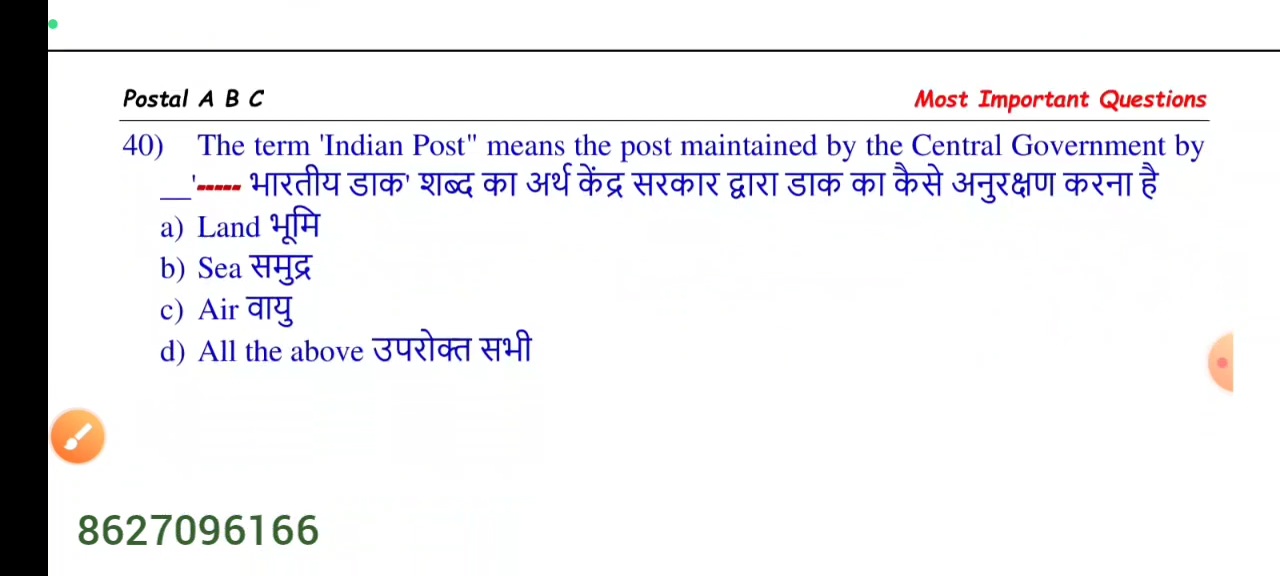 Postal A B C Most Important Questions
40) The term 'Indian Post" means the post maintained by the Central Government by
__'----- भारतीय डाक' शब्द का अर्थ केंद्र सरकार द्वारा डाक का कैसे अनुरक्षण करना है
a) Land भूमि
b) Sea समुद्र
c) Air वायु
d) All the above उपरोक्त सभी
8627096166